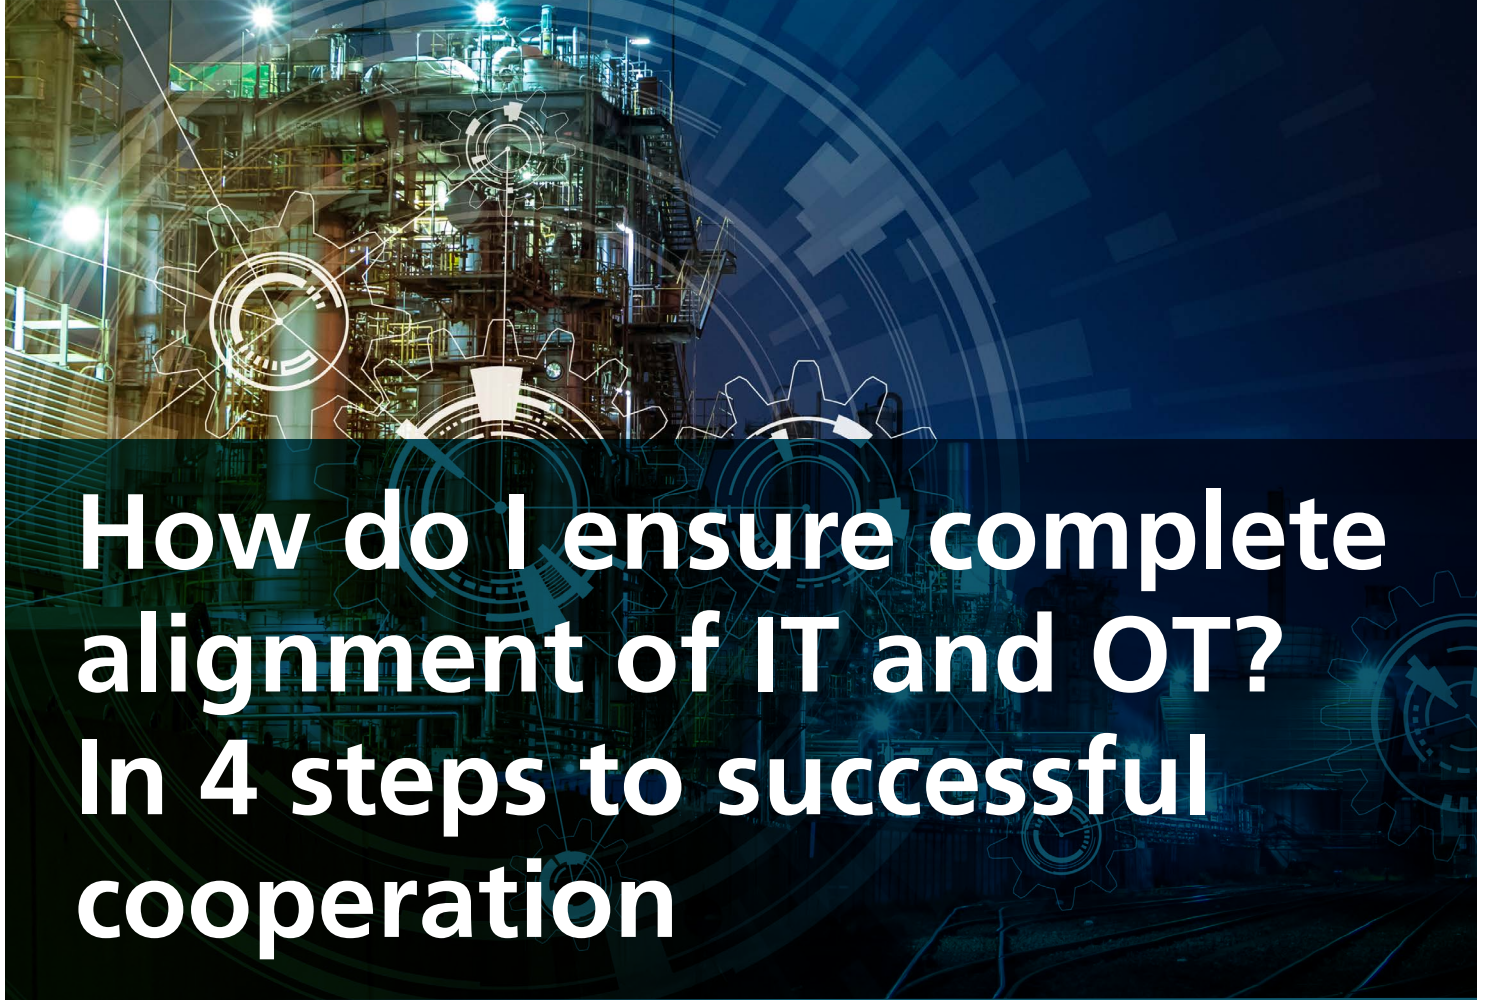 How do I ensure complete
alignment of IT and OT?
In 4 steps to successful
cooperation